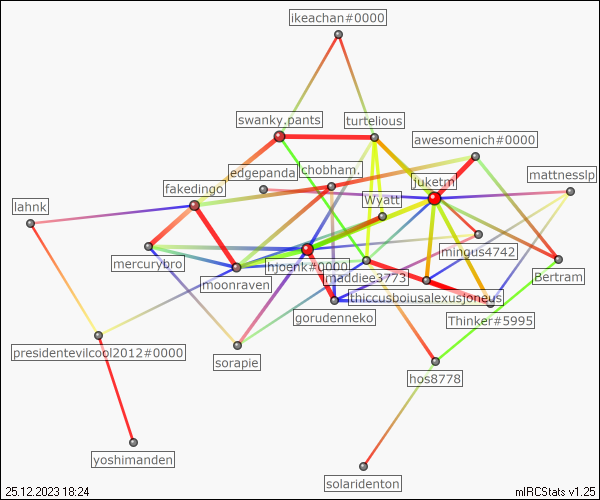 ikeachan#0000
swanky.pants
turtelious
awesomenich#0000
edgepanda
chobham.
mattnesslp
fakedingo
juketm
Wyatt
lahnk
mingus4742
mercurybro
hjoenk#0000
moonraven
maddiee3773
Bertram
thiccusboiusalexusjoneus
gorudenneko
Thinker#5995
presidentevilcool2012#0000
sorapie
hos8778
yoshimanden
solaridenton
25.12.2023 18:24
mIRCStats v1.25